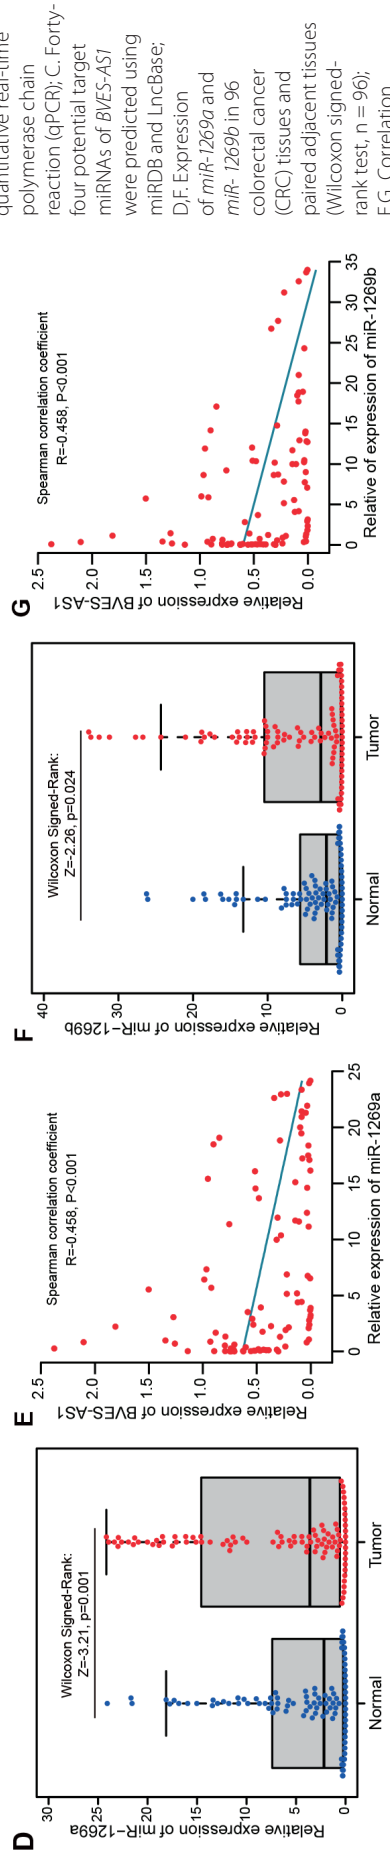 D
Relative expression of miR-1269a
30
25
20
15
10
5
0
Wilcoxon Signed-Rank:
Z=-3.21, p=0.001
Normal
Tumor
E
Relative expression of BVES-AS1
2.5
2.0
1.5
1.0
0.5
0.0
Spearman correlation coefficient
R=-0.458, P<0.001
0
5
10
15
20
25
Relative expression of miR-1269a
F
Relative expression of miR-1269b
40
30
20
10
0
Wilcoxon Signed-Rank:
Z=-2.26, p=0.024
Normal
Tumor
G
Relative expression of BVES-AS1
2.5
2.0
1.5
1.0
0.5
0.0
Spearman correlation coefficient
R=-0.458, P<0.001
0
5
10
15
20
25
30
35
Relative of expression of miR-1269b
quantitative real-time
polymerase chain
reaction (qPCR); C. Forty-
four potential target
miRNAs of BVES-AS1
were predicted using
miRDB and LncBase;
D,F. Expression
of miR-1269a and
miR- 1269b in 96
colorectal cancer
(CRC) tissues and
paired adjacent tissues
(Wilcoxon signed-
rank test, n = 96);
E,G. Correlation